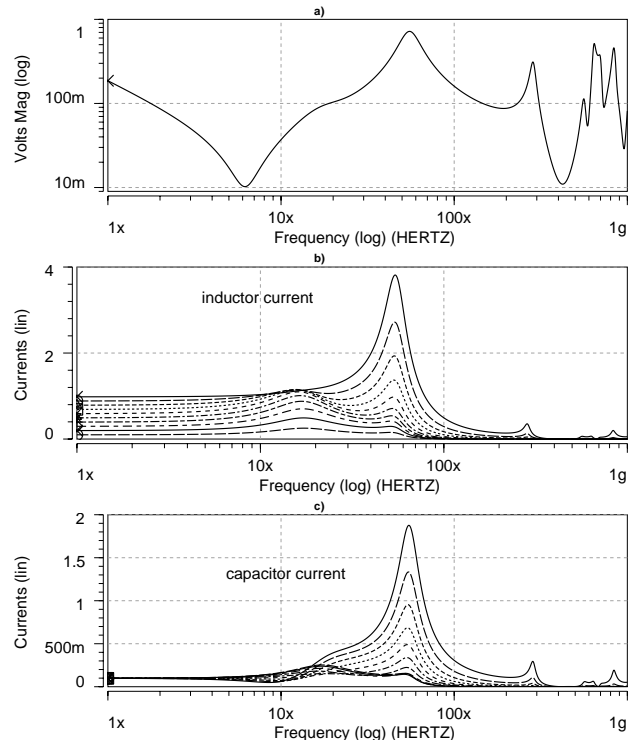 a)
Volts Mag (log)
1
100m
10m
1x
10x
100x
1g
Frequency (log) (HERTZ)
b)
inductor current
Currents (lin)
4
2
0
1x
10x
100x
1g
Frequency (log) (HERTZ)
c)
capacitor current
Currents (lin)
2
1.5
1
500m
0
1x
10x
100x
1g
Frequency (log) (HERTZ)